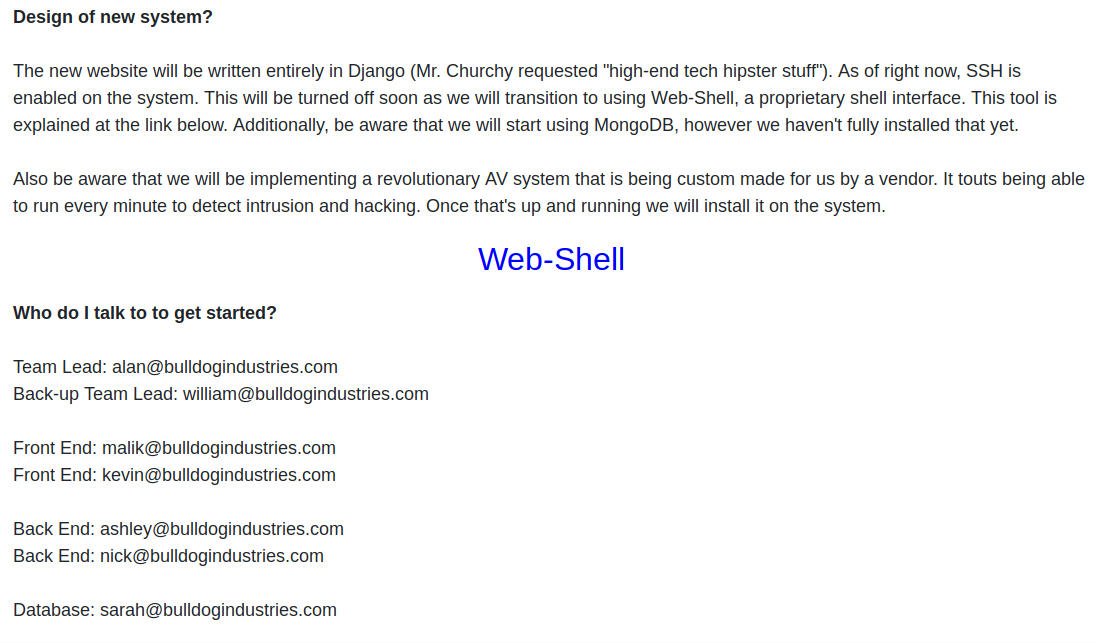 Design of new system?
The new website will be written entirely in Django (Mr. Churchy requested "high-end tech hipster stuff"). As of right now, SSH is
enabled on the system. This will be turned off soon as we will transition to using Web-Shell, a proprietary shell interface. This tool is
explained at the link below. Additionally, be aware that we will start using MongoDB, however we haven't fully installed that yet.
Also be aware that we will be implementing a revolutionary AV system that is being custom made for us by a vendor. It touts being able
to run every minute to detect intrusion and hacking. Once that's up and running we will install it on the system.
Web-Shell
Who do I talk to to get started?
Team Lead: alan@bulldogindustries.com
Back-up Team Lead: william@bulldogindustries.com
Front End: malik@bulldogindustries.com
Front End: kevin@bulldogindustries.com
Back End: ashley@bulldogindustries.com
Back End: nick@bulldogindustries.com
Database: sarah@bulldogindustries.com